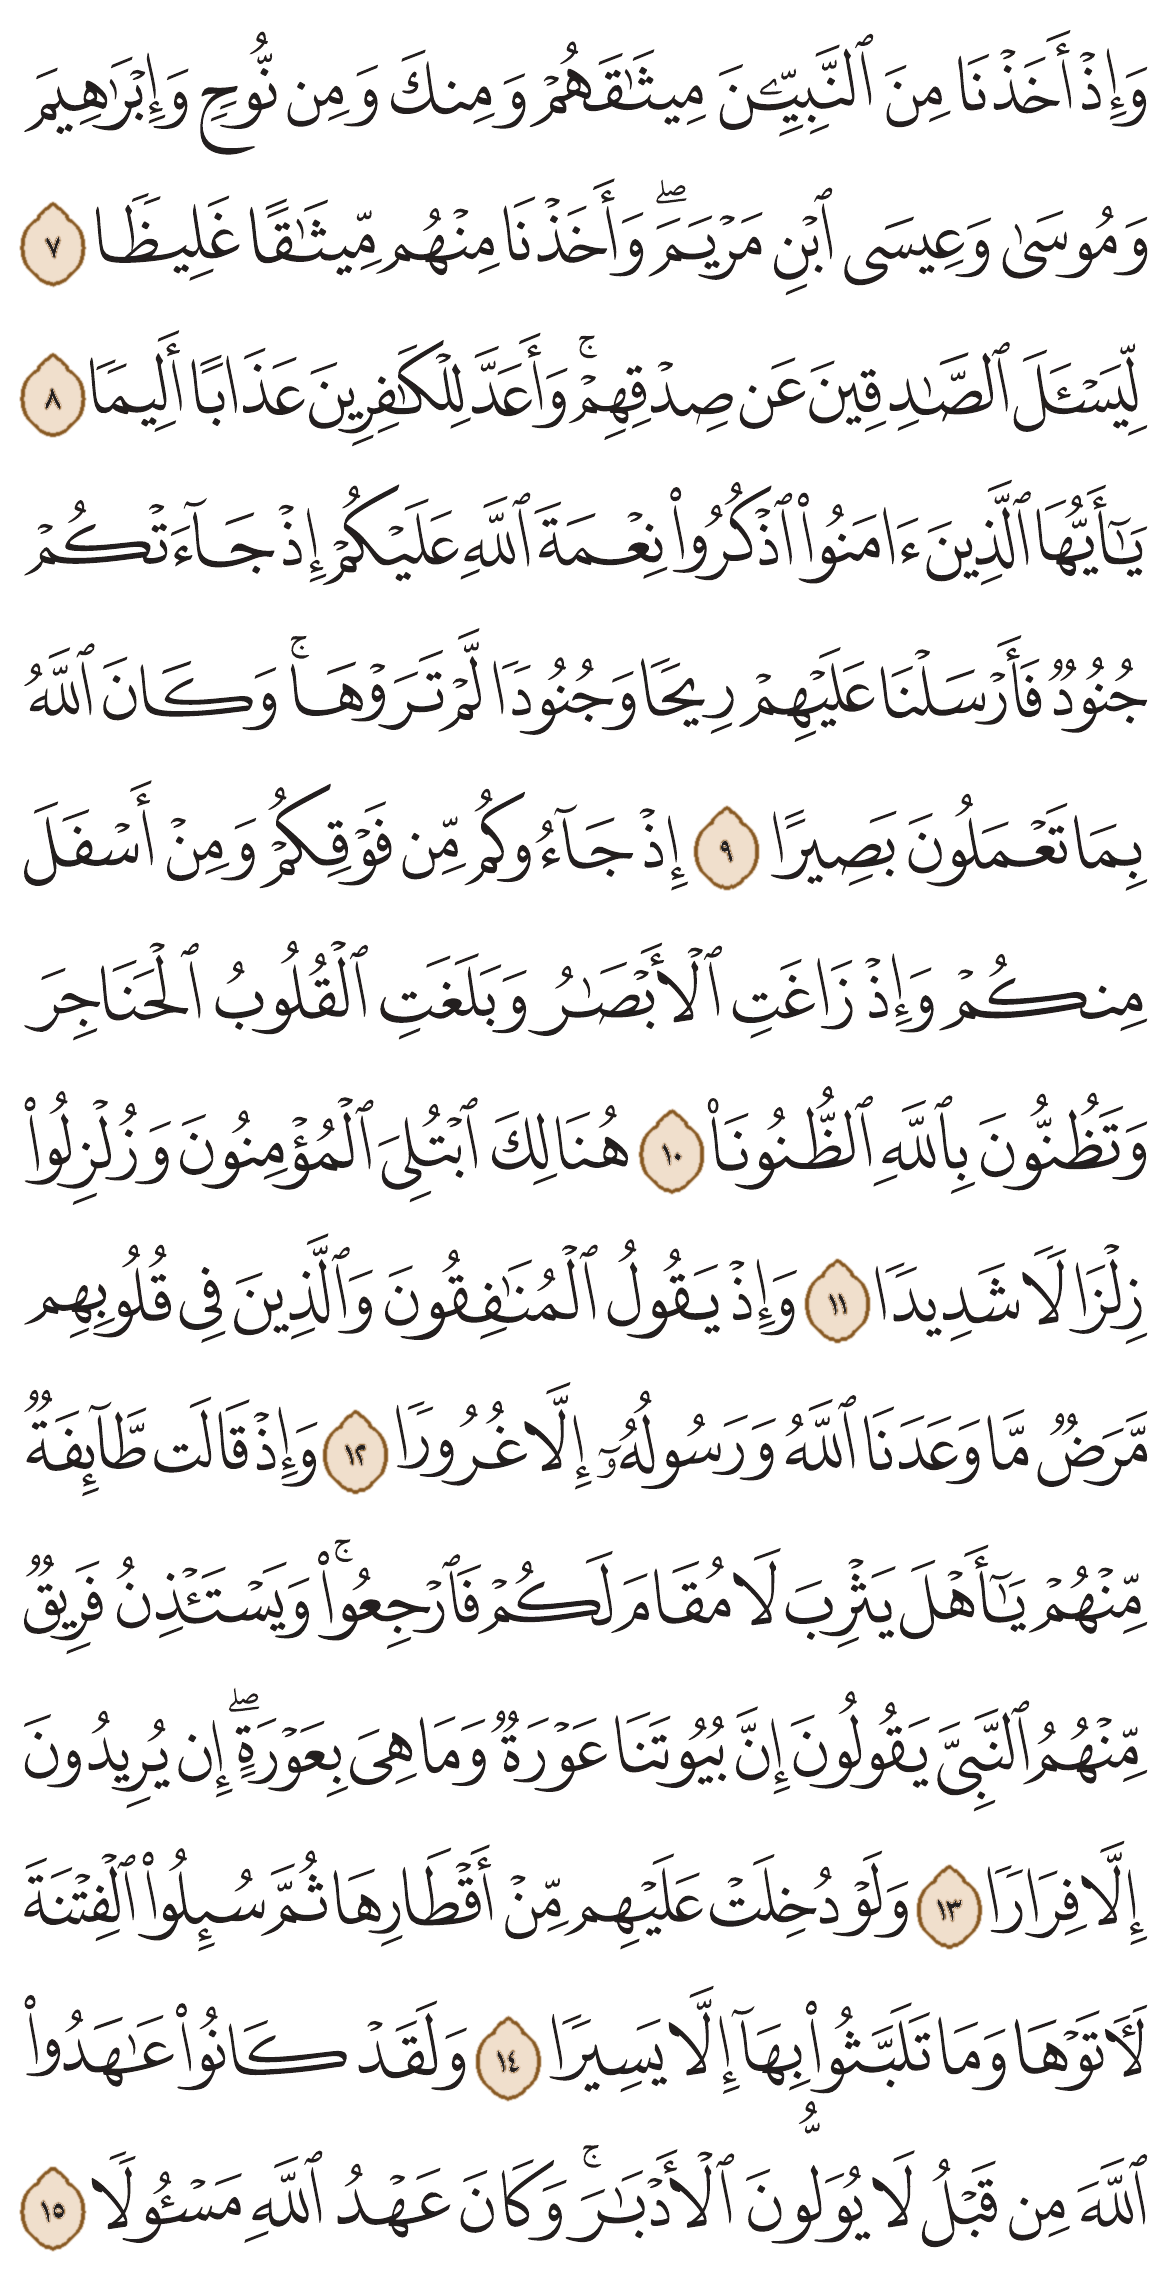 وَإِذۡ أَخَذۡنَا مِنَ ٱلنَّبِيِّـۧنَ مِيثَٰقَهُمۡ وَمِنكَ وَمِن نُّوحٖ وَإِبۡرَٰهِيمَ
وَمُوسَىٰ وَعِيسَى ٱبۡنِ مَرۡيَمَۖ وَأَخَذۡنَا مِنۡهُم مِّيثَٰقًا غَلِيظٗا ٧
لِّيَسۡـَٔلَ ٱلصَّٰدِقِينَ عَن صِدۡقِهِمۡۚ وَأَعَدَّ لِلۡكَٰفِرِينَ عَذَابًا أَلِيمٗا ٨
يَٰٓأَيُّهَا ٱلَّذِينَ ءَامَنُواْ ٱذۡكُرُواْ نِعۡمَةَ ٱللَّهِ عَلَيۡكُمۡ إِذۡ جَآءَتۡكُمۡ
جُنُودٞ فَأَرۡسَلۡنَا عَلَيۡهِمۡ رِيحٗا وَجُنُودٗا لَّمۡ تَرَوۡهَاۚ وَكَانَ ٱللَّهُ
بِمَا تَعۡمَلُونَ بَصِيرًا ٩ إِذۡ جَآءُوكُم مِّن فَوۡقِكُمۡ وَمِنۡ أَسۡفَلَ
مِنكُمۡ وَإِذۡ زَاغَتِ ٱلۡأَبۡصَٰرُ وَبَلَغَتِ ٱلۡقُلُوبُ ٱلۡحَنَاجِرَ
وَتَظُنُّونَ بِٱللَّهِ ٱلظُّنُونَا۠ ١٠ هُنَالِكَ ٱبۡتُلِيَ ٱلۡمُؤۡمِنُونَ وَزُلۡزِلُواْ
زِلۡزَالٗا شَدِيدٗا ١١ وَإِذۡ يَقُولُ ٱلۡمُنَٰفِقُونَ وَٱلَّذِينَ فِي قُلُوبِهِم
مَّرَضٞ مَّا وَعَدَنَا ٱللَّهُ وَرَسُولُهُۥٓ إِلَّا غُرُورٗا ١٢ وَإِذۡ قَالَت طَّآئِفَةٞ
مِّنۡهُمۡ يَٰٓأَهۡلَ يَثۡرِبَ لَا مُقَامَ لَكُمۡ فَٱرۡجِعُواْۚ وَيَسۡتَـٔۡذِنُ فَرِيقٞ
مِّنۡهُمُ ٱلنَّبِيَّ يَقُولُونَ إِنَّ بُيُوتَنَا عَوۡرَةٞ وَمَا هِيَ بِعَوۡرَةٍۖ إِن يُرِيدُونَ
إِلَّا فِرَارٗا ١٣ وَلَوۡ دُخِلَتۡ عَلَيۡهِم مِّنۡ أَقۡطَارِهَا ثُمَّ سُئِلُواْ ٱلۡفِتۡنَةَ
لَأٓتَوۡهَا وَمَا تَلَبَّثُواْ بِهَآ إِلَّا يَسِيرٗا ١٤ وَلَقَدۡ كَانُواْ عَٰهَدُواْ
ٱللَّهَ مِن قَبۡلُ لَا يُوَلُّونَ ٱلۡأَدۡبَٰرَۚ وَكَانَ عَهۡدُ ٱللَّهِ مَسۡـُٔولٗا ١٥